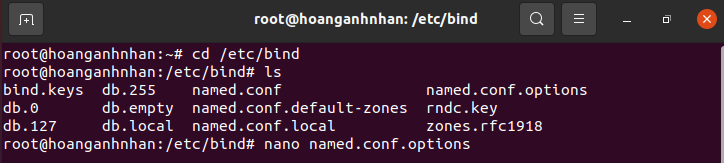 root@hoanganhnhan: /etc/bind
root@hoanganhnhan:~# cd /etc/bind
root@hoanganhnhan:/etc/bind# ls
bind.keys  db.255    named.conf                named.conf.options
db.0       db.empty  named.conf.default-zones  rndc.key
db.127     db.local  named.conf.local          zones.rfc1918
root@hoanganhnhan:/etc/bind# nano named.conf.options